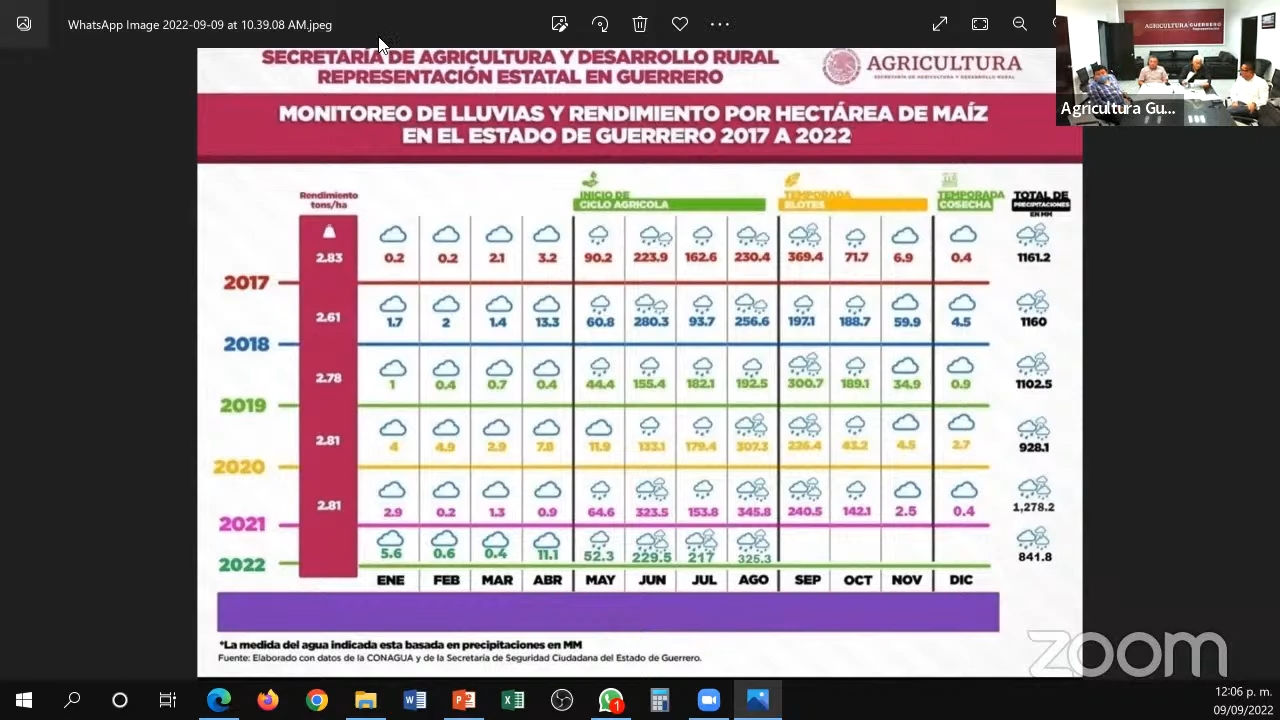 WhatsApp Image 2022-09-09 at 10.39.08 AM.jpeg
Agricultura Gu...
AGRICULTURA GUERRERO
SECRETARÍA DE AGRICULTURA Y DESARROLLO RURAL
REPRESENTACIÓN ESTATAL EN GUERRERO
AGRICULTURA
SECRETARÍA DE AGRICULTURA Y DESARROLLO RURAL
MONITOREO DE LLUVIAS Y RENDIMIENTO POR HECTÁREA DE MAÍZ
EN EL ESTADO DE GUERRERO 2017 A 2022
Rendimiento
tons/ha
INICIO DE
CICLO AGRICOLA
TEMPORADA
ELOTES
TEMPORADA
COSECHA
TOTAL DE
PRECIPITACIONES
EN MM
2.83 0.2 0.2 2.1 3.2 90.2 223.9 162.6 230.4 369.4 71.7 6.9 0.4 1161.2
2017
2.61 1.7 2 1.4 13.3 60.8 280.3 93.7 256.6 197.1 188.7 59.9 4.5 1160
2018
2.78 1 0.4 0.7 0.4 44.4 155.4 182.1 192.5 300.7 189.1 34.9 0.9 1102.5
2019
2.81 4 4.9 2.9 7.8 11.9 133.1 179.4 307.3 226.4 43.2 4.5 2.7 928.1
2020
2.81 2.9 0.2 1.3 0.9 64.6 323.5 153.8 345.8 240.5 142.1 2.5 0.4 1,278.2
2021
5.6 0.6 0.4 11.1 52.3 229.5 217 325.3 841.8
2022
ENE FEB MAR ABR MAY JUN JUL AGO SEP OCT NOV DIC
*La medida del agua indicada esta basada en precipitaciones en MM
Fuente: Elaborado con datos de la CONAGUA y de la Secretaría de Seguridad Ciudadana del Estado de Guerrero.
zoom
1
12:06 p. m.
09/09/2022